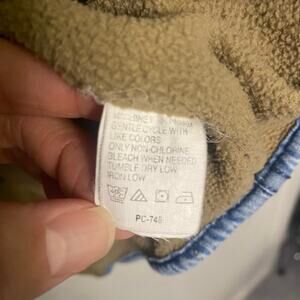 GENTLE CYCLE WITH
LIKE COLORS
ONLY NON-CHLORINE
BLEACH WHEN NEEDED
TUMBLE DRY LOW
IRON LOW
PC-748